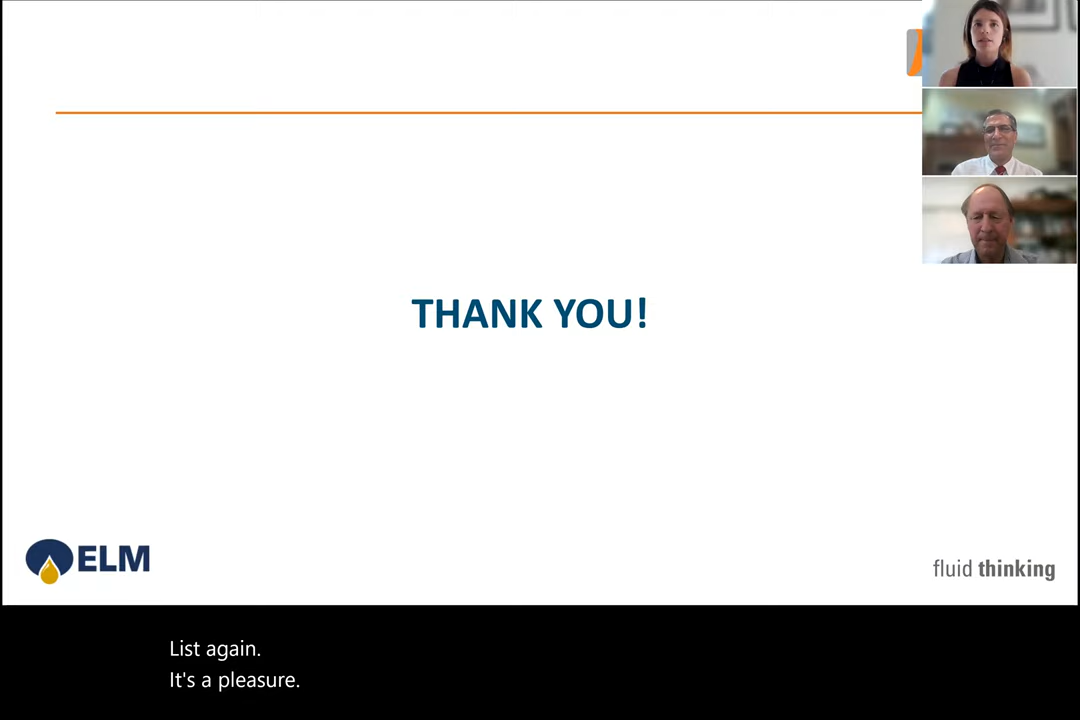 THANK YOU!
ELM
fluid thinking
List again.
It's a pleasure.